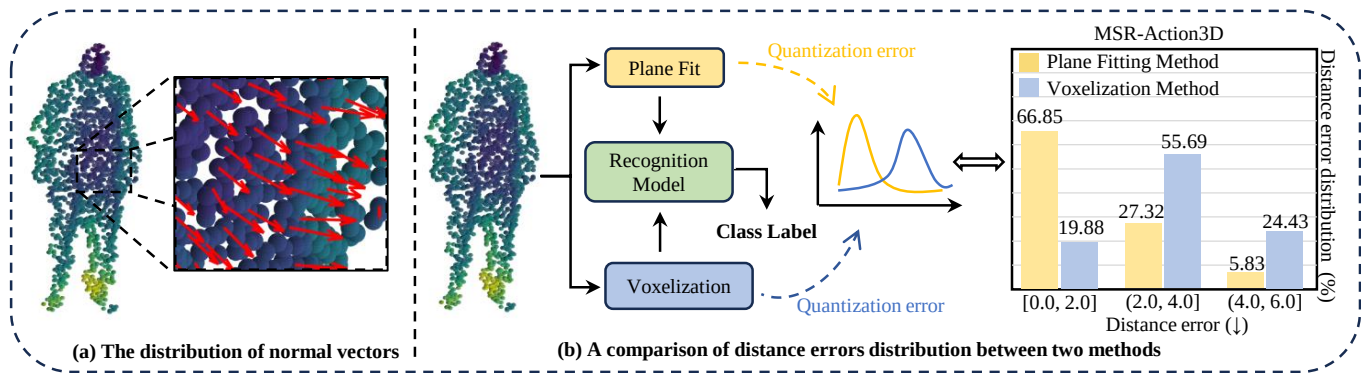 Plane Fit
Recognition
Model
Class Label
Voxelization
Quantization error
Quantization error
MSR-Action3D
Plane Fitting Method
Voxelization Method
66.85
19.88
27.32
55.69
5.83
24.43
[0.0, 2.0]
(2.0, 4.0]
(4.0, 6.0]
Distance error (↓)
Distance error distribution (%)
(a) The distribution of normal vectors
(b) A comparison of distance errors distribution between two methods